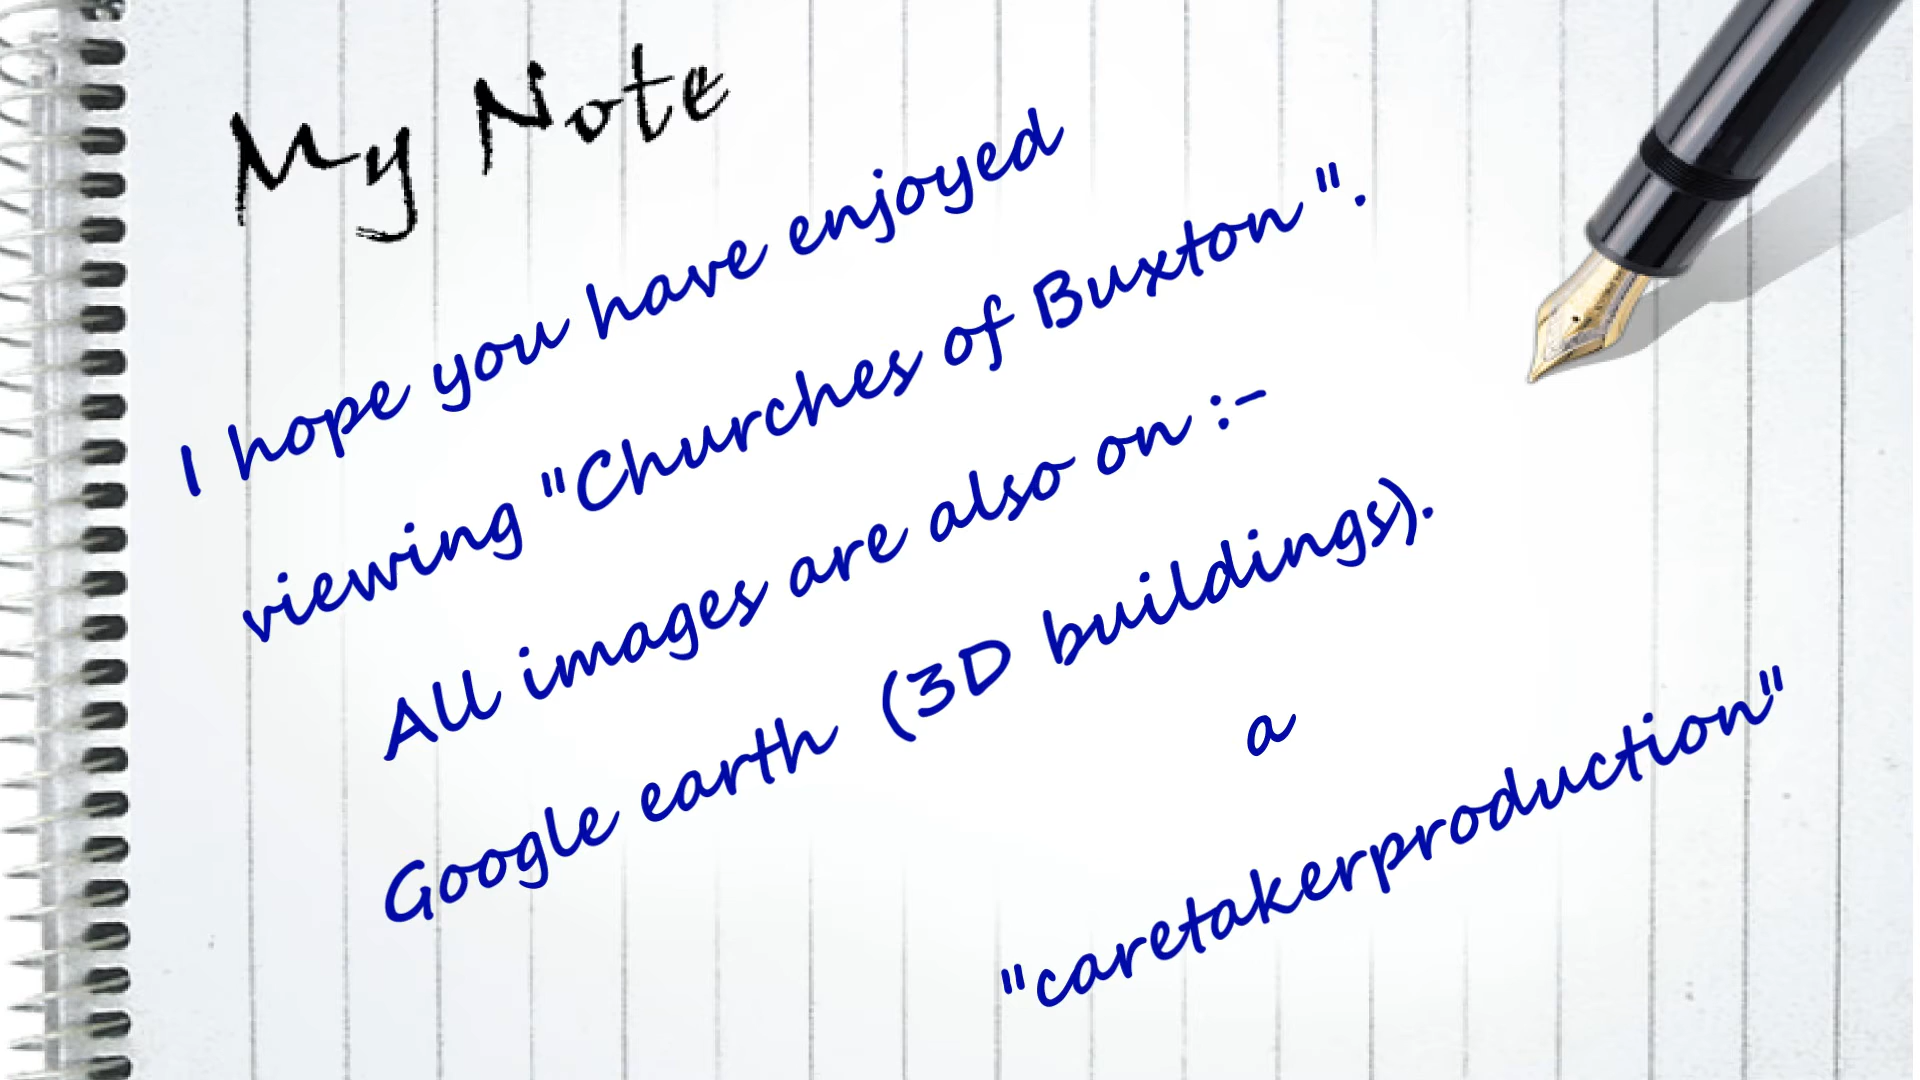 My Note
I hope you have enjoyed
viewing "Churches of Buxton ".
All images are also on :-
Google earth (3D buildings).
a
"caretakerproduction"